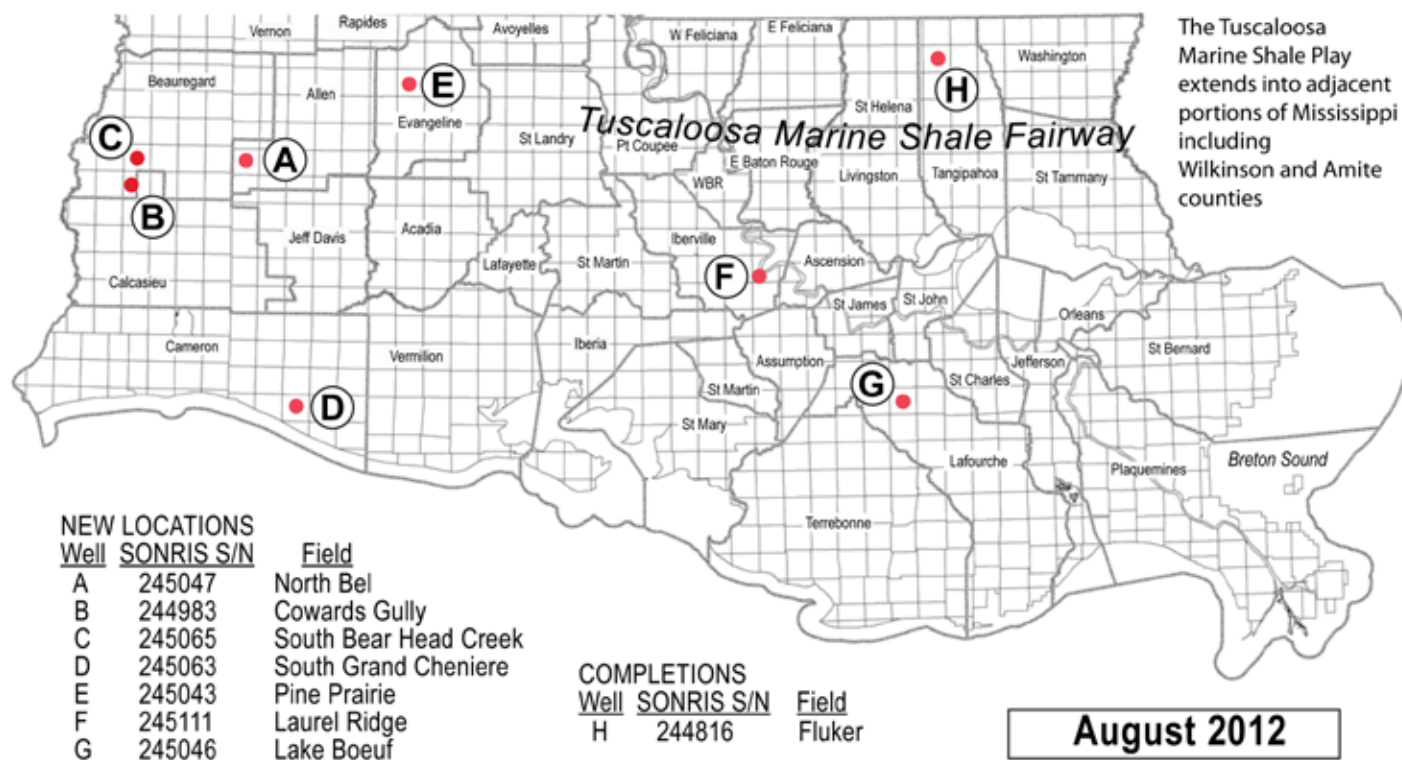 Vernon
Rapides
Avoyelles
W Feliciana
E Feliciana
Washington
The Tuscaloosa
Marine Shale Play
extends into adjacent
portions of Mississippi
including
Wilkinson and Amite
counties
Beauregard
Allen
E
Evangeline
St Landry
H
St Helena
Tuscaloosa Marine Shale Fairway
C
A
Pt Coupee
E Baton Rouge
WBR
Livingston
Tangipahoa
St Tammany
B
Jeff Davis
Acadia
Lafayette
St Martin
Iberville
F
Ascension
Calcasieu
St James
St John
Orleans
Cameron
Vermilion
Iberia
Assumption
Jefferson
St Bernard
St Martin
G
St Charles
D
St Mary
Lafourche
Plaquemines
Breton Sound
Terrebonne
NEW LOCATIONS
Well SONRIS S/N Field
A 245047 North Bel
B 244983 Cowards Gully
C 245065 South Bear Head Creek
D 245063 South Grand Cheniere
E 245043 Pine Prairie
F 245111 Laurel Ridge
G 245046 Lake Boeuf
COMPLETIONS
Well SONRIS S/N Field
H 244816 Fluker
August 2012